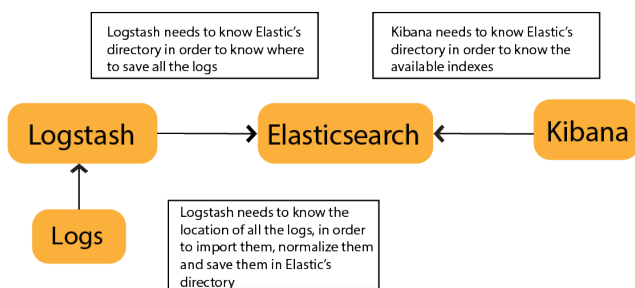 Logstash needs to know Elastic's
directory in order to know where
to save all the logs
Kibana needs to know Elastic's
directory in order to know the
available indexes
Logstash
Elasticsearch
Kibana
Logs
Logstash needs to know the
location of all the logs, in order
to import them, normalize them
and save them in Elastic's
directory